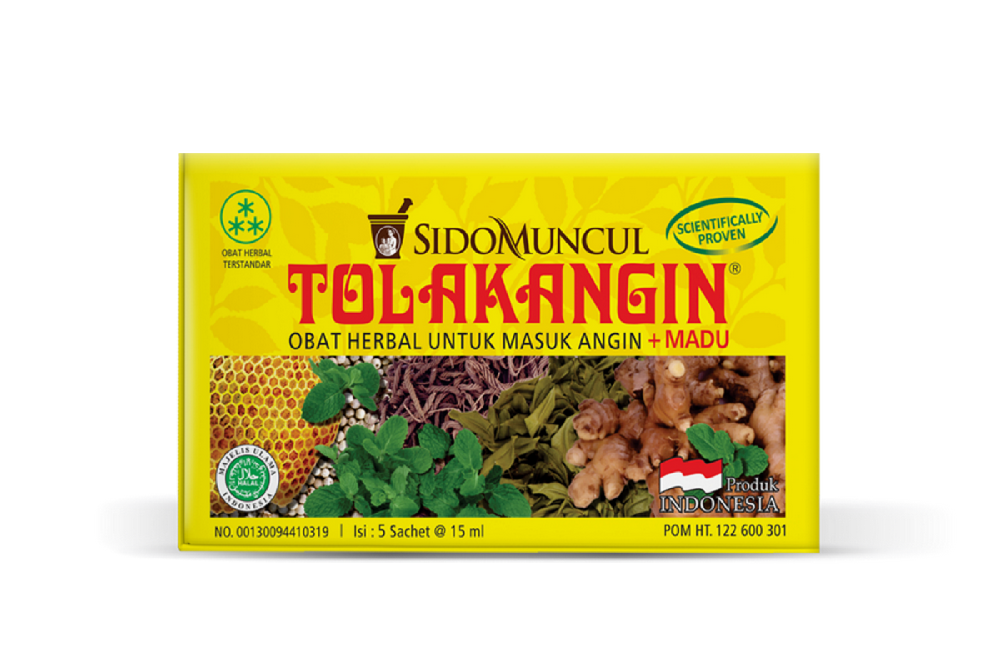 OBAT HERBAL
TERSTANDAR
SIDOMUNCUL
SCIENTIFICALLY
PROVEN
TOLAKANGIN®
OBAT HERBAL UNTUK MASUK ANGIN + MADU
MAJELIS ULAMA
حلال
HALAL
INDONESIA
Produk
INDONESIA
NO. 00130094410319 | Isi : 5 Sachet @ 15 ml
POM HT. 122 600 301